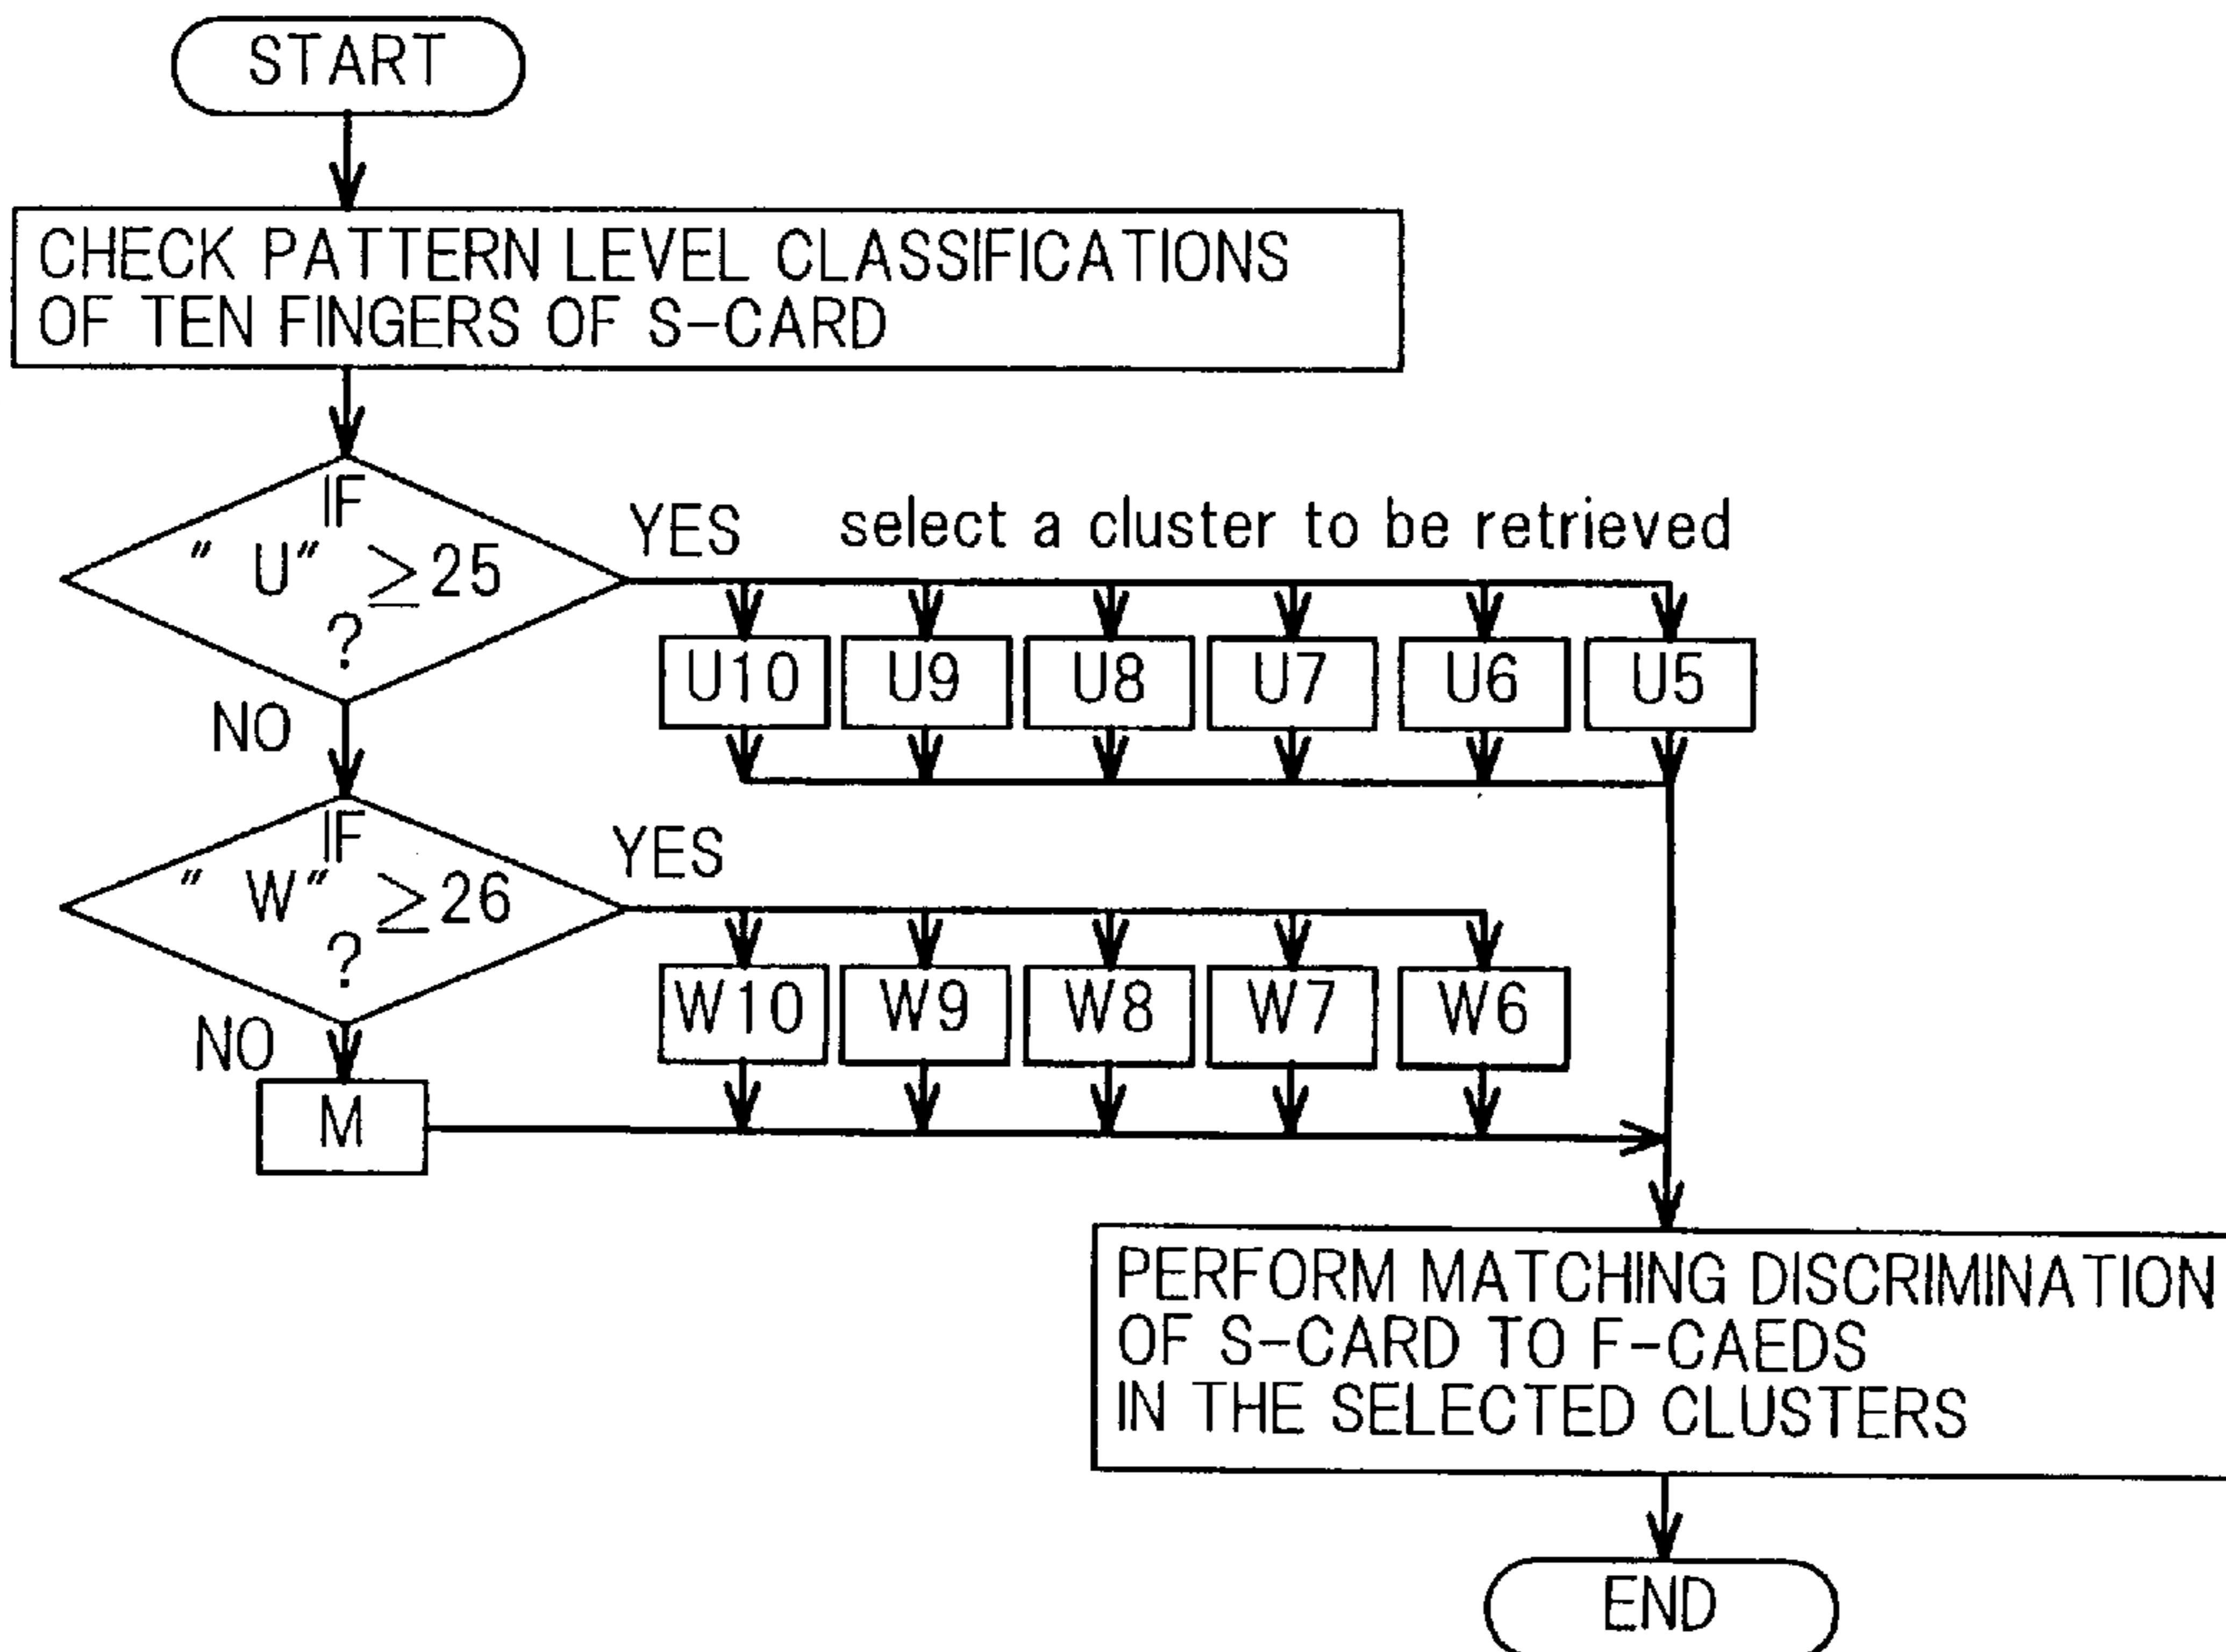 START
CHECK PATTERN LEVEL CLASSIFICATIONS
OF TEN FINGERS OF S-CARD
IF
" U" ≥25
?
YES
select a cluster to be retrieved
U10
U9
U8
U7
U6
U5
NO
IF
" W" ≥26
?
YES
W10
W9
W8
W7
W6
NO
M
PERFORM MATCHING DISCRIMINATION
OF S-CARD TO F-CAEDS
IN THE SELECTED CLUSTERS
END